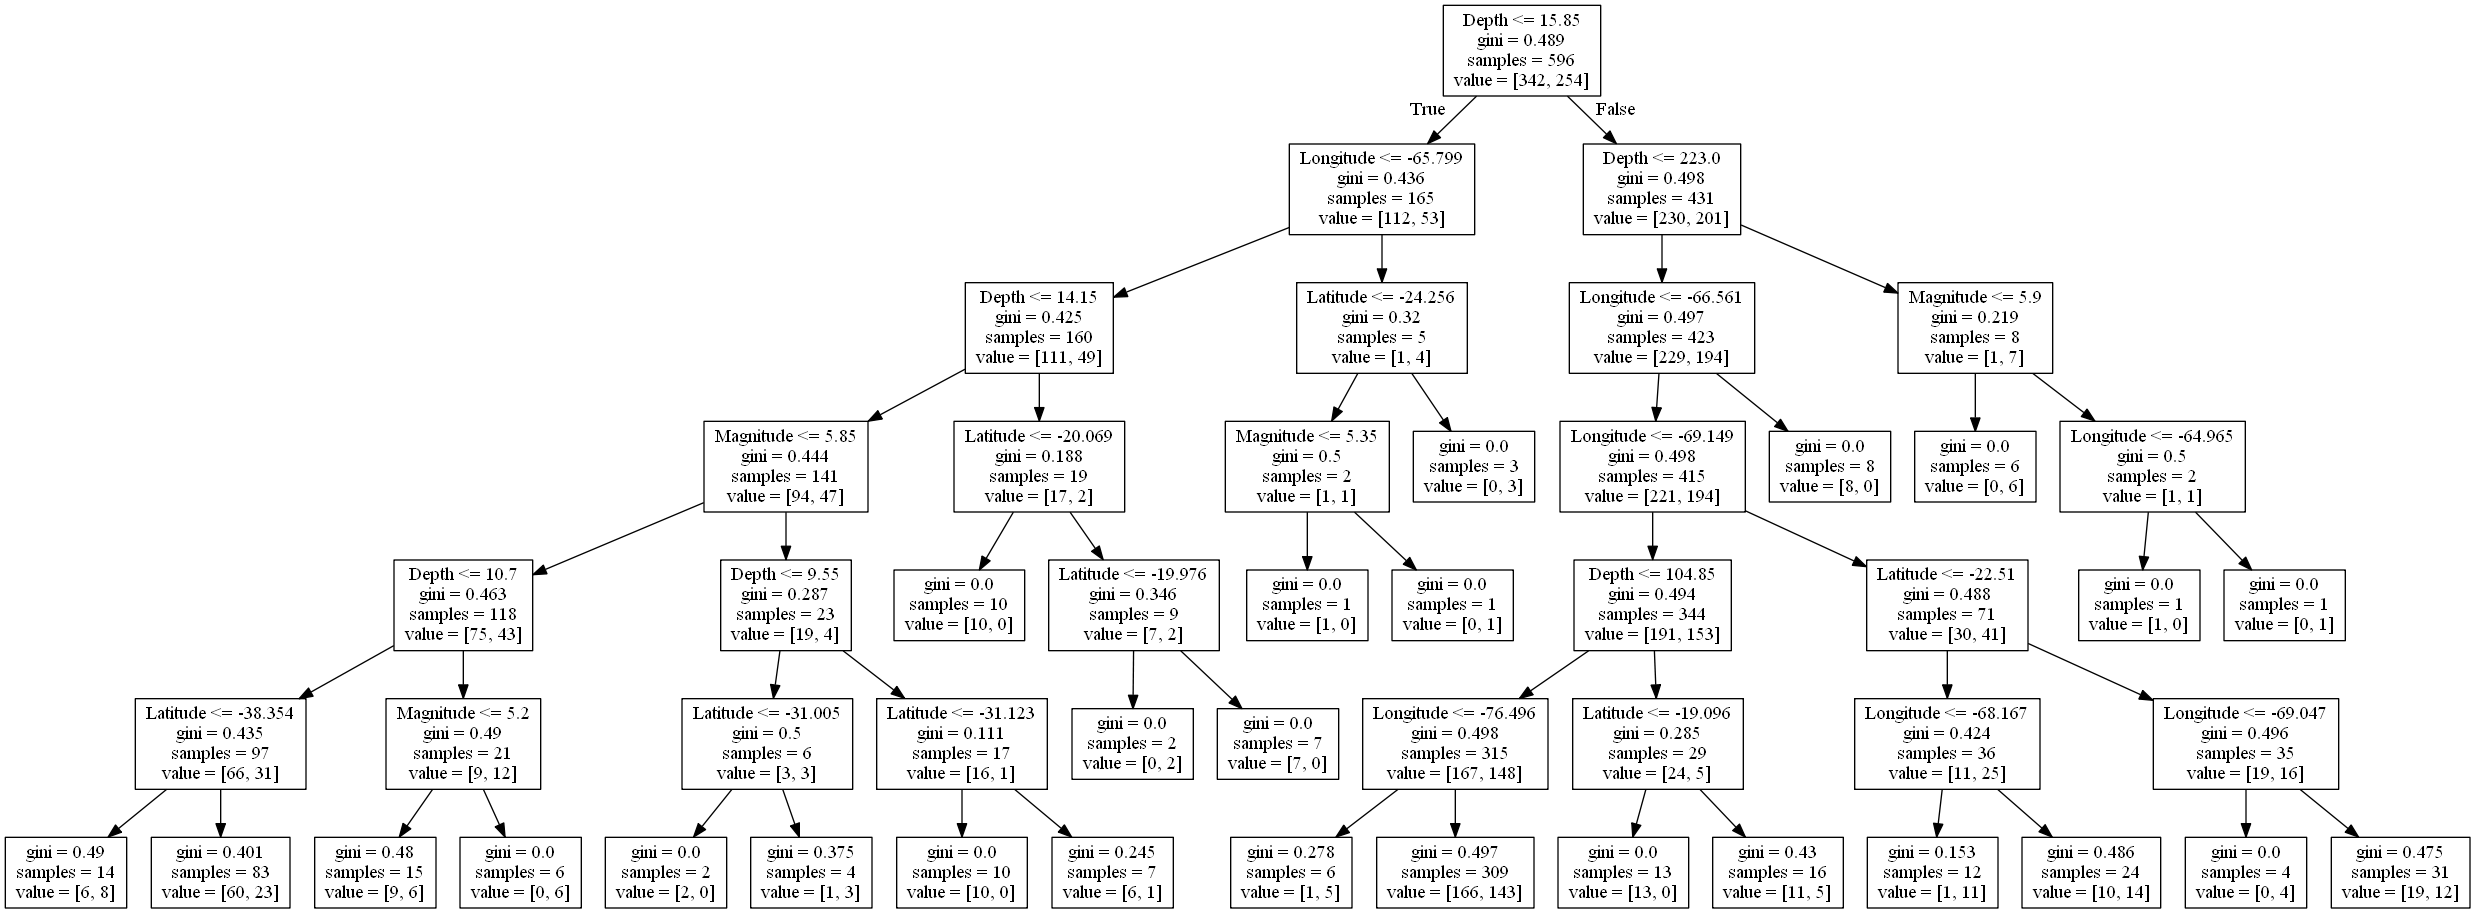 Depth <= 15.85
gini = 0.489
samples = 596
value = [342, 254]
True
False
Longitude <= -65.799
gini = 0.436
samples = 165
value = [112, 53]
Depth <= 223.0
gini = 0.498
samples = 431
value = [230, 201]
Depth <= 14.15
gini = 0.425
samples = 160
value = [111, 49]
Latitude <= -24.256
gini = 0.32
samples = 5
value = [1, 4]
Longitude <= -66.561
gini = 0.497
samples = 423
value = [229, 194]
Magnitude <= 5.9
gini = 0.219
samples = 8
value = [1, 7]
Magnitude <= 5.85
gini = 0.444
samples = 141
value = [94, 47]
Latitude <= -20.069
gini = 0.188
samples = 19
value = [17, 2]
Magnitude <= 5.35
gini = 0.5
samples = 2
value = [1, 1]
gini = 0.0
samples = 3
value = [0, 3]
Longitude <= -69.149
gini = 0.498
samples = 415
value = [221, 194]
gini = 0.0
samples = 8
value = [8, 0]
gini = 0.0
samples = 6
value = [0, 6]
Longitude <= -64.965
gini = 0.5
samples = 2
value = [1, 1]
Depth <= 10.7
gini = 0.463
samples = 118
value = [75, 43]
Depth <= 9.55
gini = 0.287
samples = 23
value = [19, 4]
gini = 0.0
samples = 10
value = [10, 0]
Latitude <= -19.976
gini = 0.346
samples = 9
value = [7, 2]
gini = 0.0
samples = 1
value = [1, 0]
gini = 0.0
samples = 1
value = [0, 1]
Depth <= 104.85
gini = 0.494
samples = 344
value = [191, 153]
Latitude <= -22.51
gini = 0.488
samples = 71
value = [30, 41]
gini = 0.0
samples = 1
value = [1, 0]
gini = 0.0
samples = 1
value = [0, 1]
Latitude <= -38.354
gini = 0.435
samples = 97
value = [66, 31]
Magnitude <= 5.2
gini = 0.49
samples = 21
value = [9, 12]
Latitude <= -31.005
gini = 0.5
samples = 6
value = [3, 3]
Latitude <= -31.123
gini = 0.111
samples = 17
value = [16, 1]
gini = 0.0
samples = 2
value = [0, 2]
gini = 0.0
samples = 7
value = [7, 0]
Longitude <= -76.496
gini = 0.498
samples = 315
value = [167, 148]
Latitude <= -19.096
gini = 0.285
samples = 29
value = [24, 5]
Longitude <= -68.167
gini = 0.424
samples = 36
value = [11, 25]
Longitude <= -69.047
gini = 0.496
samples = 35
value = [19, 16]
gini = 0.49
samples = 14
value = [6, 8]
gini = 0.401
samples = 83
value = [60, 23]
gini = 0.48
samples = 15
value = [9, 6]
gini = 0.0
samples = 6
value = [0, 6]
gini = 0.0
samples = 2
value = [2, 0]
gini = 0.375
samples = 4
value = [1, 3]
gini = 0.0
samples = 10
value = [10, 0]
gini = 0.245
samples = 7
value = [6, 1]
gini = 0.278
samples = 6
value = [1, 5]
gini = 0.497
samples = 309
value = [166, 143]
gini = 0.0
samples = 13
value = [13, 0]
gini = 0.43
samples = 16
value = [11, 5]
gini = 0.153
samples = 12
value = [1, 11]
gini = 0.486
samples = 24
value = [10, 14]
gini = 0.0
samples = 4
value = [0, 4]
gini = 0.475
samples = 31
value = [19, 12]